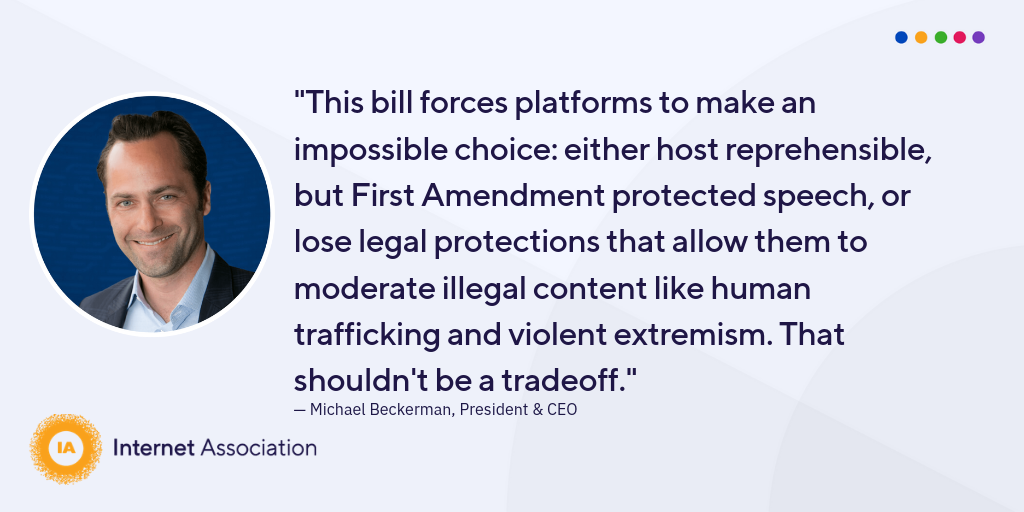 "This bill forces platforms to make an
impossible choice: either host reprehensible,
but First Amendment protected speech, or
lose legal protections that allow them to
moderate illegal content like human
trafficking and violent extremism. That
shouldn't be a tradeoff."
— Michael Beckerman, President & CEO
IA
Internet Association